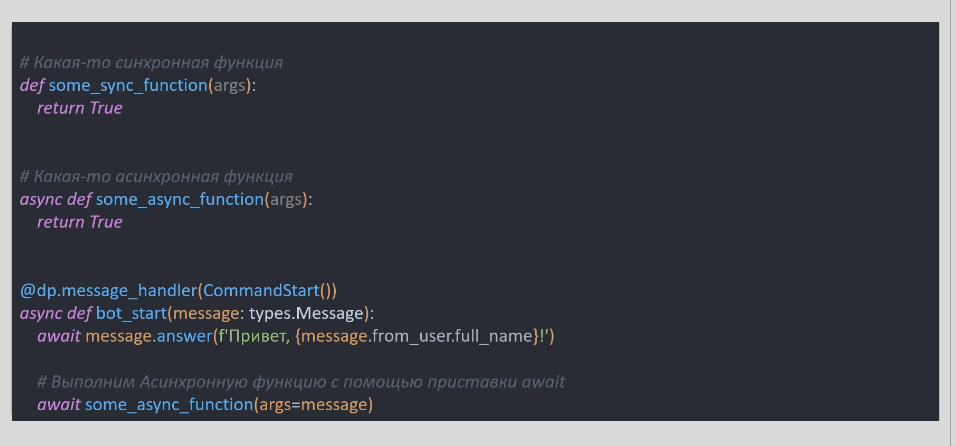 # Какая-то синхронная функция
def some_sync_function(args):
return True
# Какая-то асинхронная функция
async def some_async_function(args):
return True
@dp.message_handler(CommandStart())
async def bot_start(message: types.Message):
await message.answer(f'Привет, {message.from_user.full_name}!')
# Выполним Асинхронную функцию с помощью приставки await
await some_async_function(args=message)